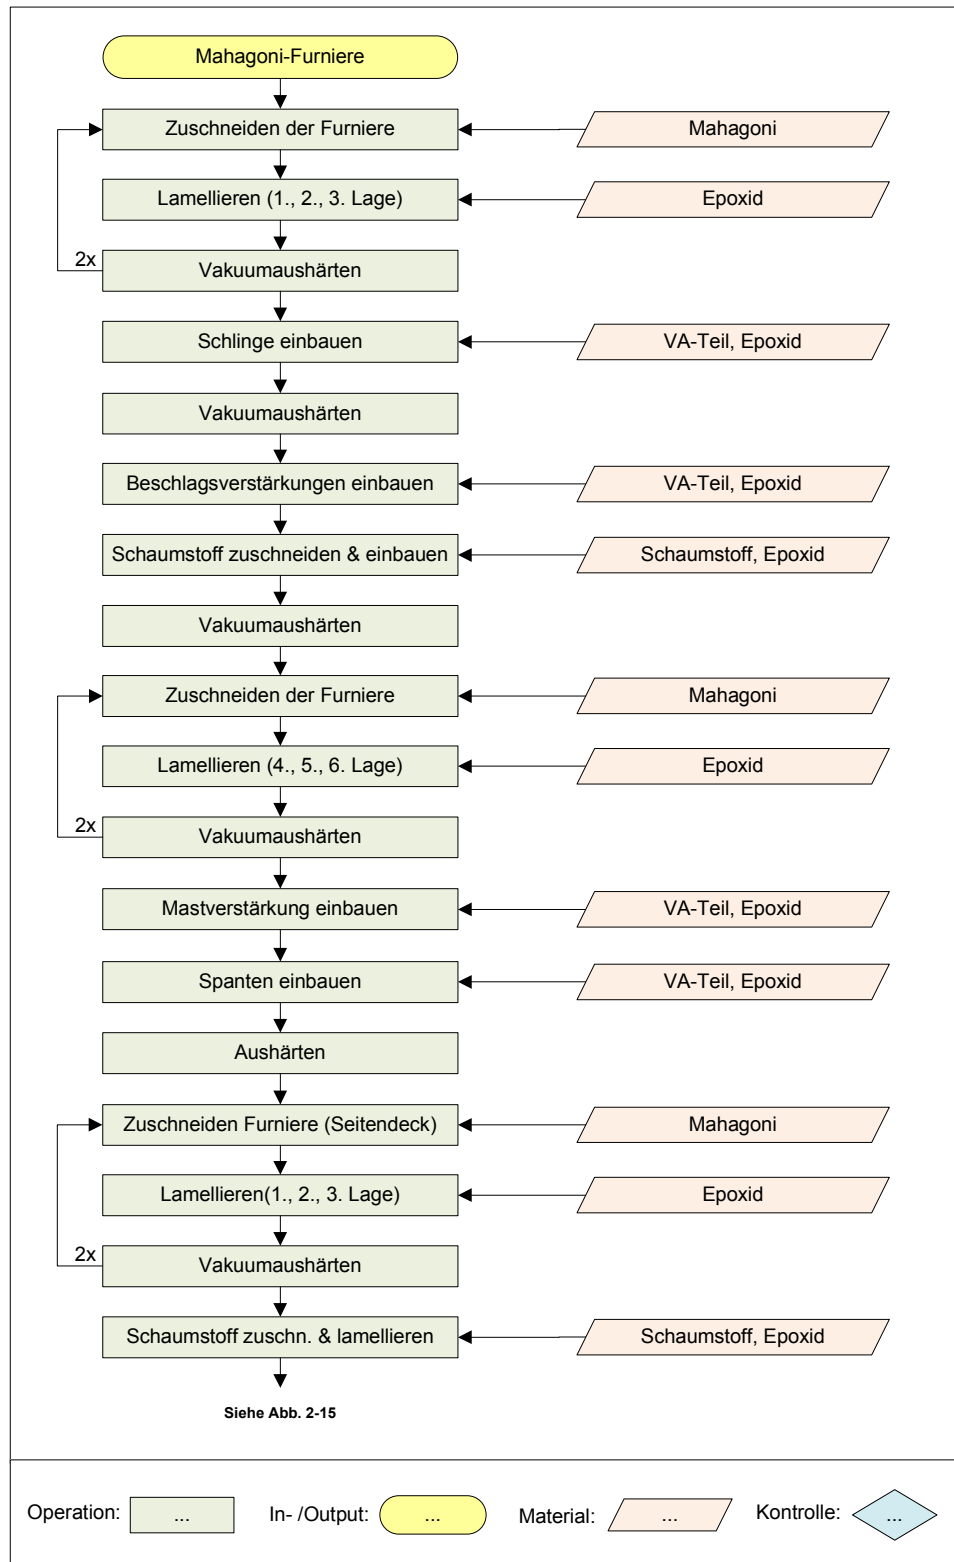 Mahagoni-Furniere
Zuschneiden der Furniere
Mahagoni
Lamellieren (1., 2., 3. Lage)
Epoxid
2x
Vakuumaushärten
Schlinge einbauen
VA-Teil, Epoxid
Vakuumaushärten
Beschlagsverstärkungen einbauen
VA-Teil, Epoxid
Schaumstoff zuschneiden & einbauen
Schaumstoff, Epoxid
Vakuumaushärten
Zuschneiden der Furniere
Mahagoni
Lamellieren (4., 5., 6. Lage)
Epoxid
2x
Vakuumaushärten
Mastverstärkung einbauen
VA-Teil, Epoxid
Spanten einbauen
VA-Teil, Epoxid
Aushärten
Zuschneiden Furniere (Seitendeck)
Mahagoni
Lamellieren(1., 2., 3. Lage)
Epoxid
2x
Vakuumaushärten
Schaumstoff zuschn. & lamellieren
Schaumstoff, Epoxid
Siehe Abb. 2-15
Operation: ...
In- /Output: ...
Material: ...
Kontrolle: ...